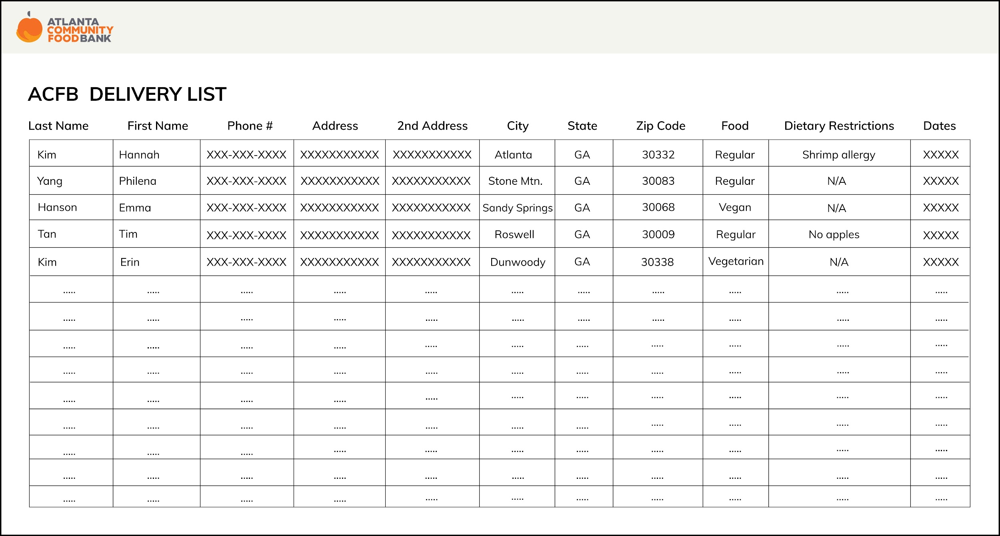 ATLANTA
COMMUNITY
FOOD BANK
ACFB DELIVERY LIST
Last Name First Name Phone # Address 2nd Address City State Zip Code Food Dietary Restrictions Dates
Kim Hannah XXX-XXX-XXXX XXXXXXXXXXX XXXXXXXXXXX Atlanta GA 30332 Regular Shrimp allergy XXXXX
Yang Philena XXX-XXX-XXXX XXXXXXXXXXX XXXXXXXXXXX Stone Mtn. GA 30083 Regular N/A XXXXX
Hanson Emma XXX-XXX-XXXX XXXXXXXXXXX XXXXXXXXXXX Sandy Springs GA 30068 Vegan N/A XXXXX
Tan Tim XXX-XXX-XXXX XXXXXXXXXXX XXXXXXXXXXX Roswell GA 30009 Regular No apples XXXXX
Kim Erin XXX-XXX-XXXX XXXXXXXXXXX XXXXXXXXXXX Dunwoody GA 30338 Vegetarian N/A XXXXX
..... ..... ..... ..... ..... ..... ..... ..... ..... ..... .....
..... ..... ..... ..... ..... ..... ..... ..... ..... ..... .....
..... ..... ..... ..... ..... ..... ..... ..... ..... ..... .....
..... ..... ..... ..... ..... ..... ..... ..... ..... ..... .....
..... ..... ..... ..... ..... ..... ..... ..... ..... ..... .....
..... ..... ..... ..... ..... ..... ..... ..... ..... ..... .....
..... ..... ..... ..... ..... ..... ..... ..... ..... ..... .....
..... ..... ..... ..... ..... ..... ..... ..... ..... ..... .....
..... ..... ..... ..... ..... ..... ..... ..... ..... ..... .....